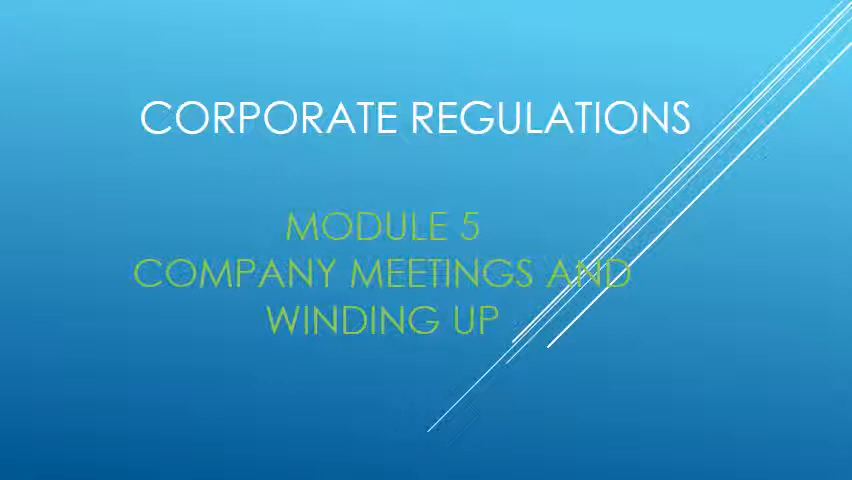 CORPORATE REGULATIONS
MODULE 5
COMPANY MEETINGS AND
WINDING UP